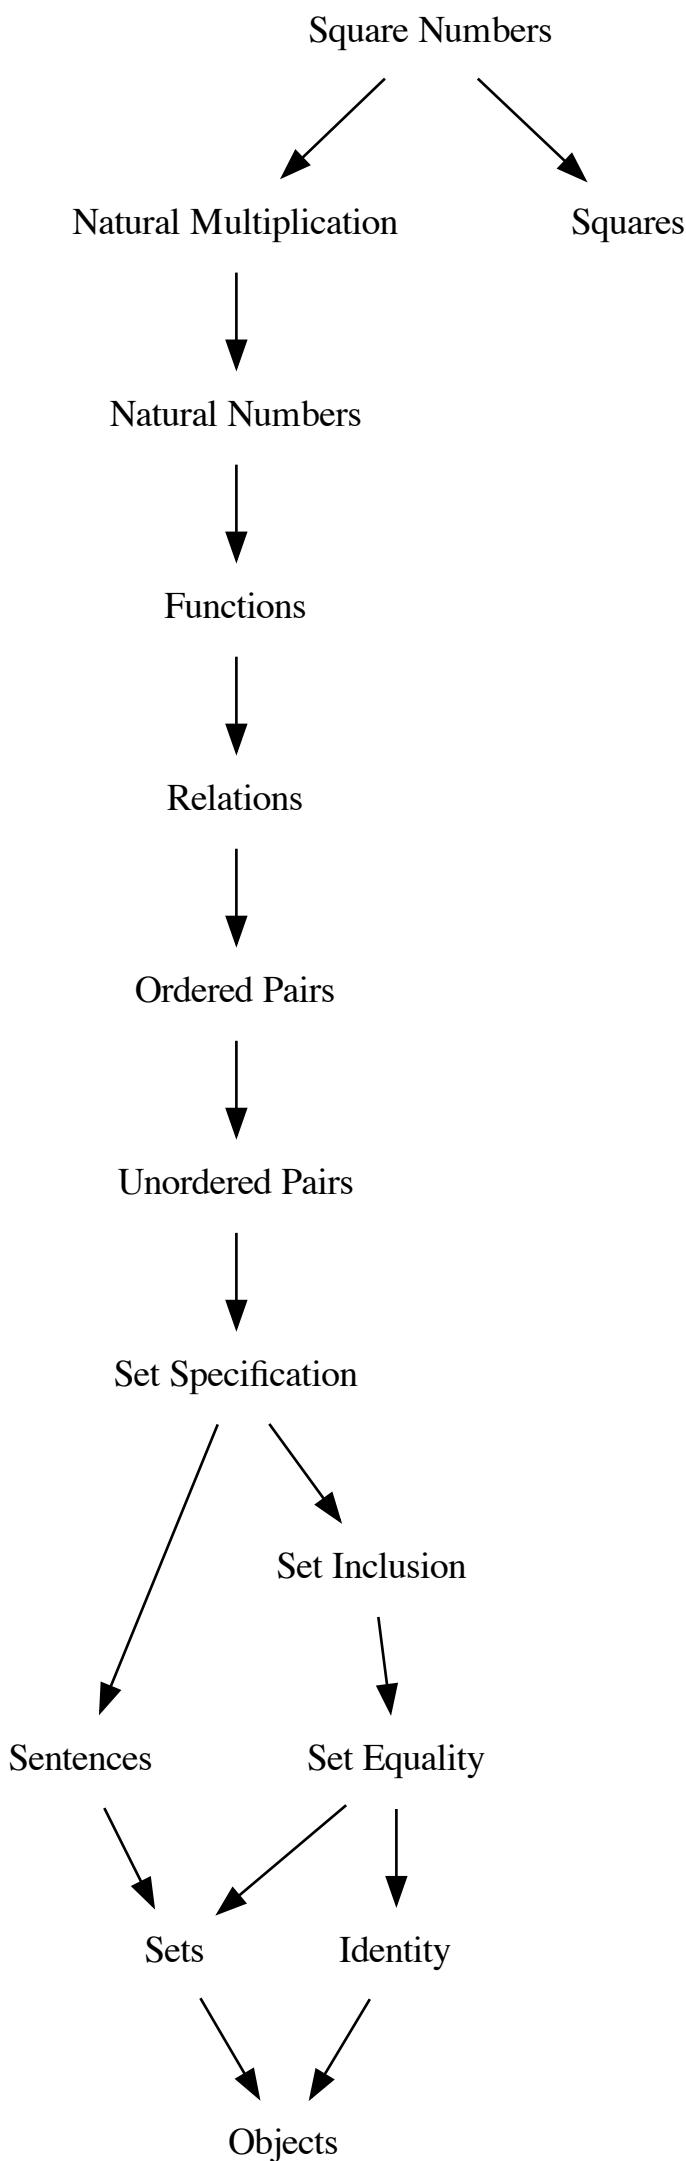 Square Numbers
Natural Multiplication
Squares
Natural Numbers
Functions
Relations
Ordered Pairs
Unordered Pairs
Set Specification
Set Inclusion
Sentences
Set Equality
Sets
Identity
Objects